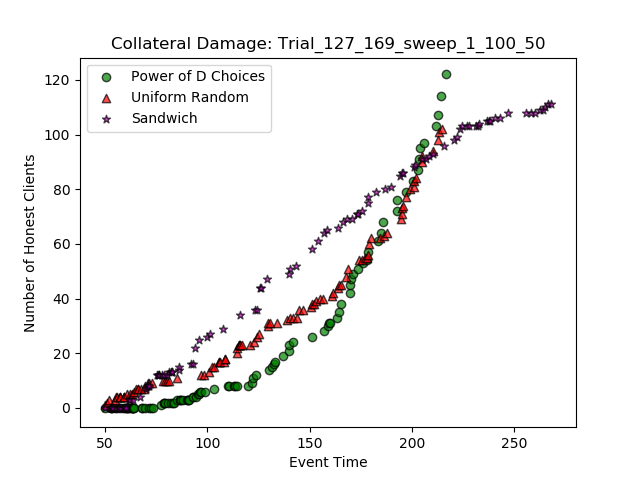 Collateral Damage: Trial_127_169_sweep_1_100_50
Power of D Choices
Uniform Random
Sandwich
Number of Honest Clients
120
100
80
60
40
20
0
50
100
150
200
250
Event Time